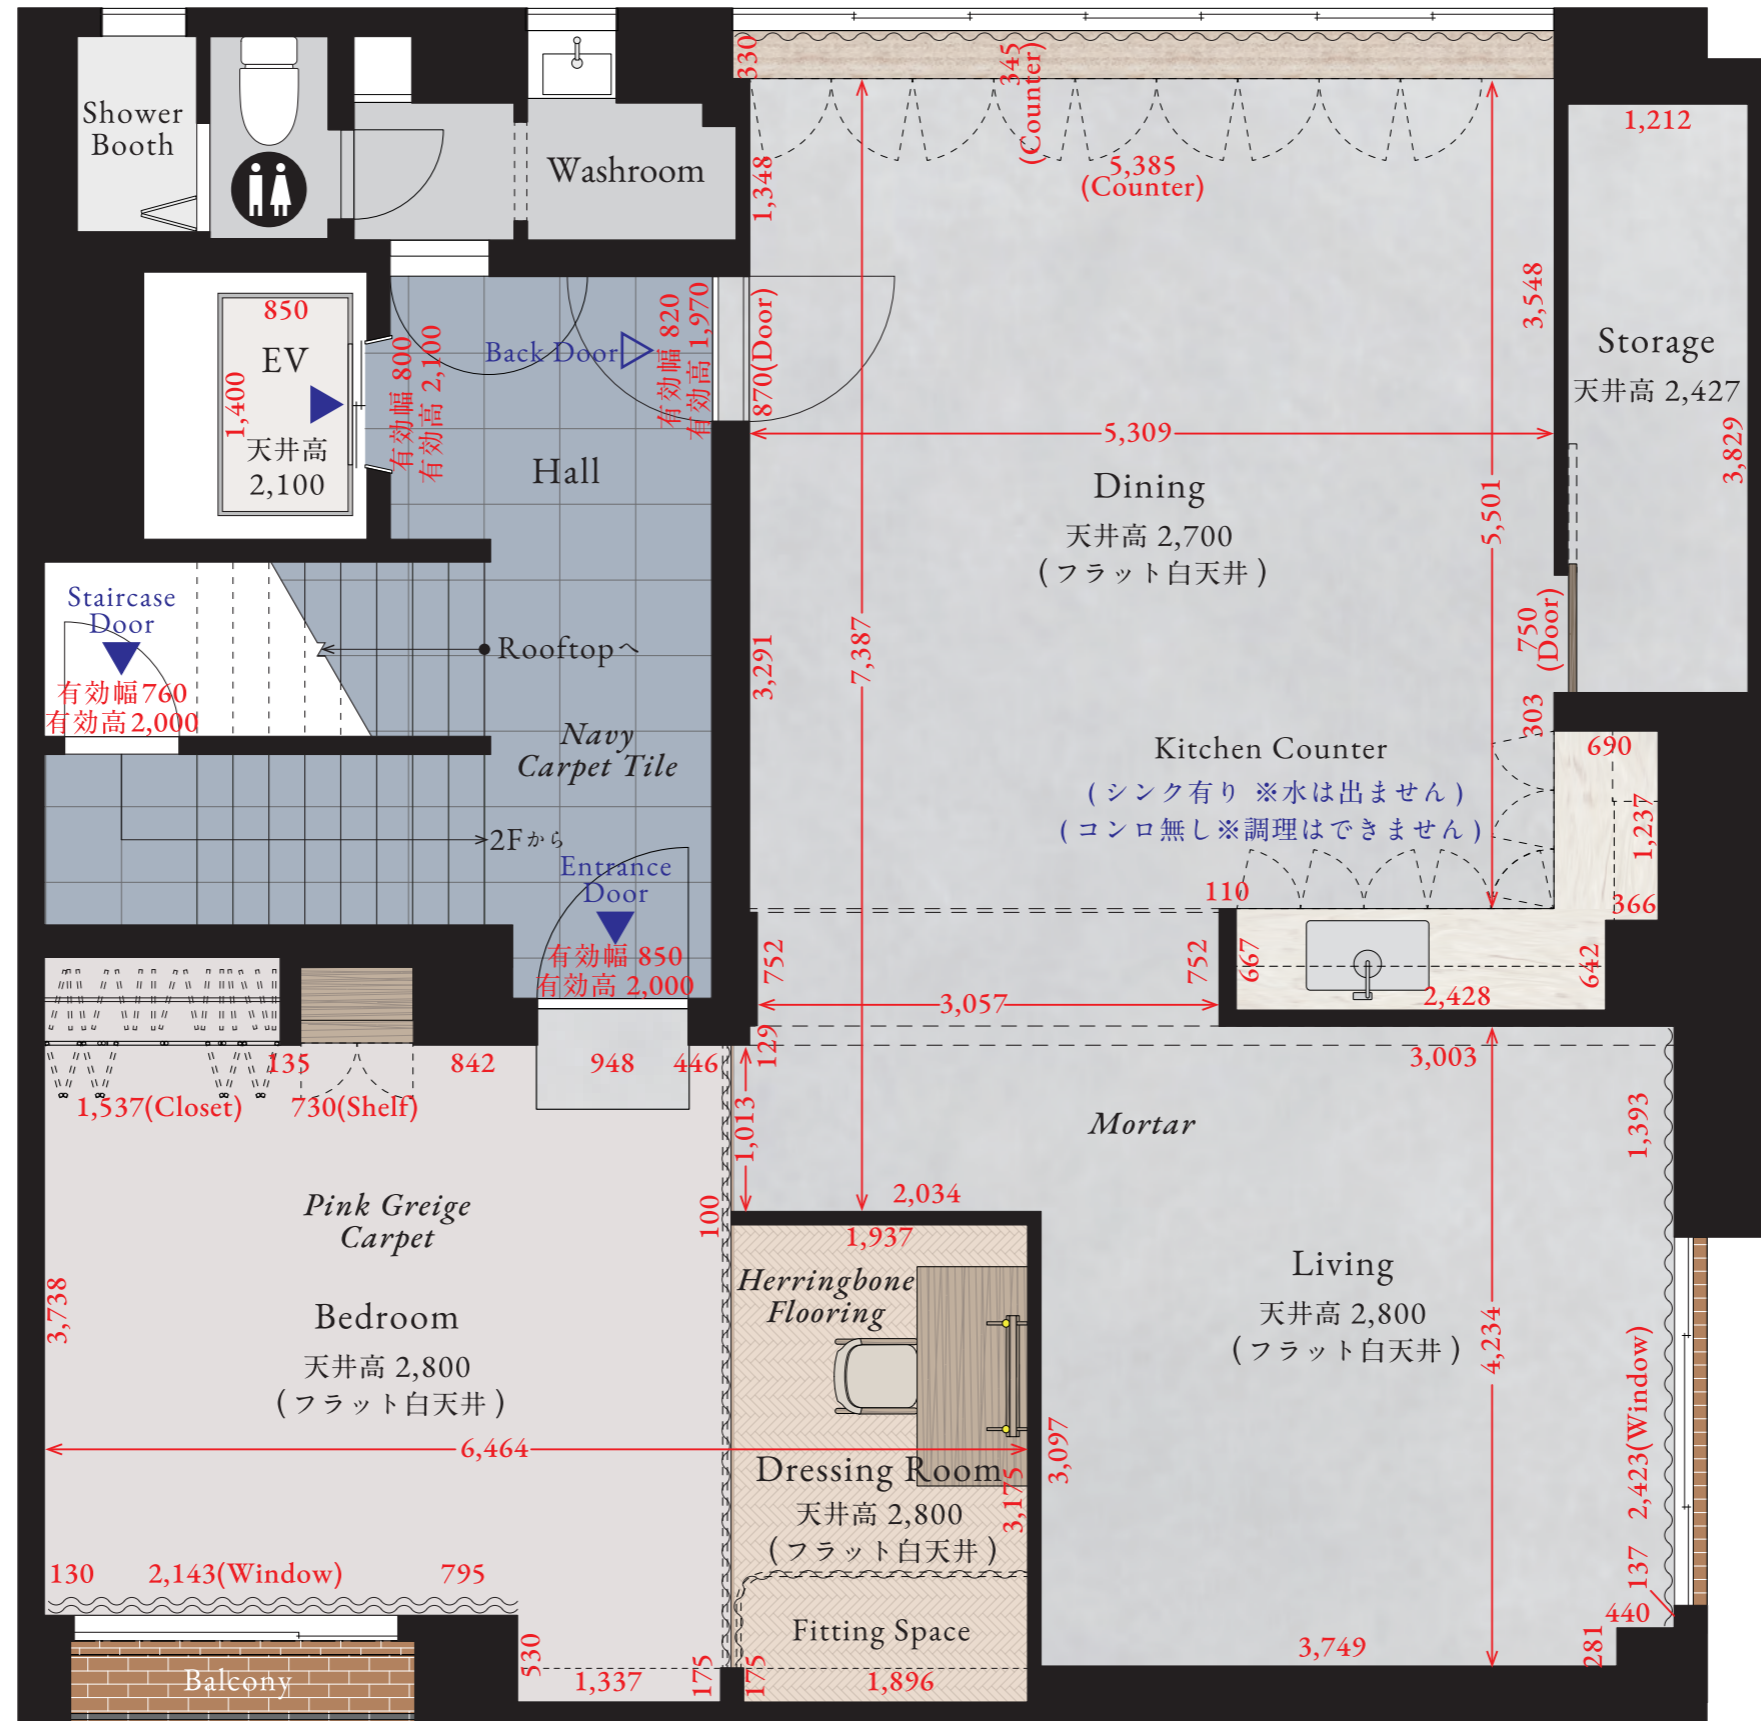 Shower
Booth
Washroom
330
345
(Counter)
1,348
5,385
(Counter)
1,212
850
EV
1,400
天井高
2,100
有効幅 800
有効高 2,100
Back Door
有効幅 820
有効高 1,970
870(Door)
Hall
3,548
Storage
天井高 2,427
3,829
5,309
Dining
天井高 2,700
(フラット白天井)
5,501
7,387
3,291
750
(Door)
303
Staircase
Door
有効幅760
有効高2,000
Rooftopへ
Navy
Carpet Tile
2Fから
Entrance
Door
有効幅 850
有効高 2,000
Kitchen Counter
(シンク有り ※水は出ません)
(コンロ無し※調理はできません)
690
1,237
366
110
752
752
667
642
2,428
3,057
129
135
842
948
446
3,003
1,537(Closet)
730(Shelf)
1,013
Mortar
1,393
100
2,034
1,937
Pink Greige
Carpet
Herringbone
Flooring
3,738
Bedroom
天井高 2,800
(フラット白天井)
Living
天井高 2,800
(フラット白天井)
4,234
2,423(Window)
6,464
3,097
Dressing Room
天井高 2,800
(フラット白天井)
3,175
130
2,143(Window)
795
137
440
281
Fitting Space
3,749
530
1,337
175
175
1,896
Balcony